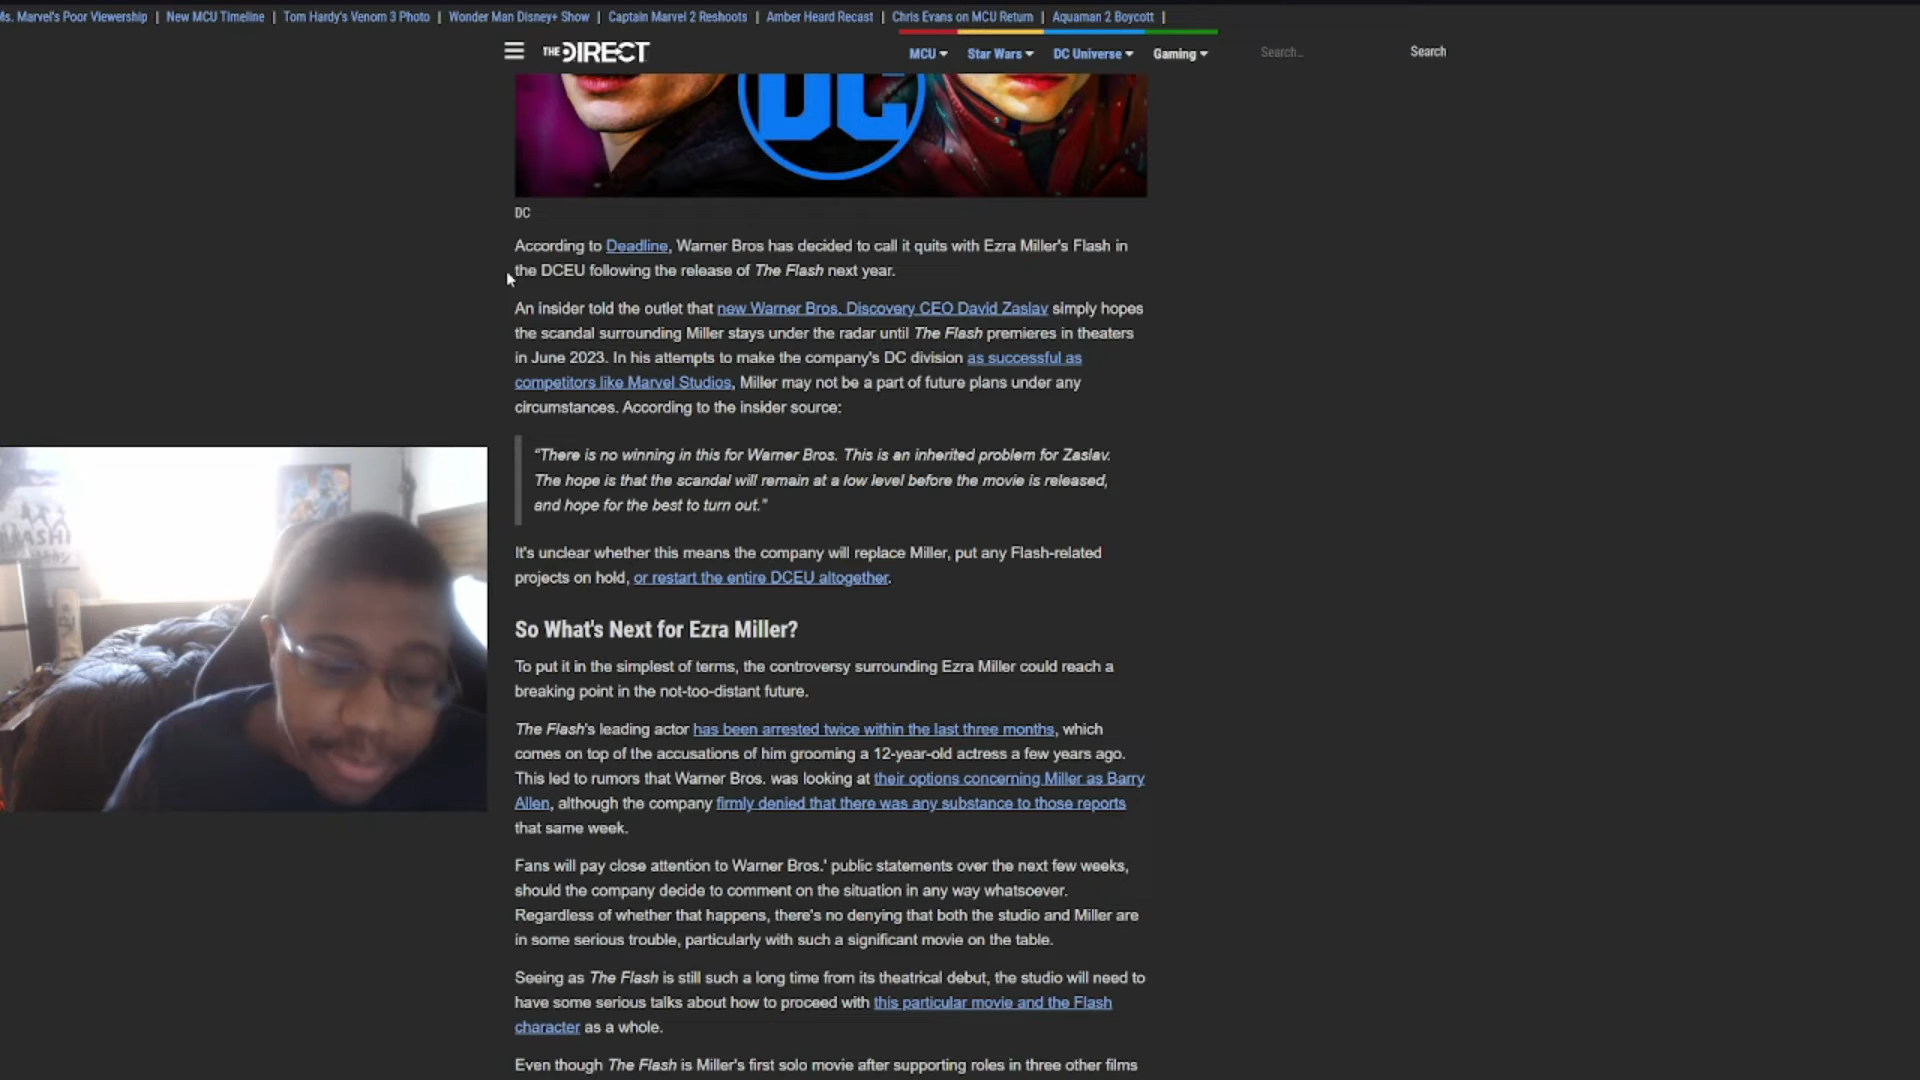 Ms. Marvel's Poor Viewership | New MCU Timeline | Tom Hardy's Venom 3 Photo | Wonder Man Disney+ Show | Captain Marvel 2 Reshoots | Amber Heard Recast | Chris Evans on MCU Return | Aquaman 2 Boycott |
THE DIRECT
MCU Star Wars DC Universe Gaming Search... Search
DC
DC
According to Deadline, Warner Bros has decided to call it quits with Ezra Miller's Flash in
the DCEU following the release of The Flash next year.
An insider told the outlet that new Warner Bros. Discovery CEO David Zaslav simply hopes
the scandal surrounding Miller stays under the radar until The Flash premieres in theaters
in June 2023. In his attempts to make the company's DC division as successful as
competitors like Marvel Studios, Miller may not be a part of future plans under any
circumstances. According to the insider source:
“There is no winning in this for Warner Bros. This is an inherited problem for Zaslav.
The hope is that the scandal will remain at a low level before the movie is released,
and hope for the best to turn out.”
It's unclear whether this means the company will replace Miller, put any Flash-related
projects on hold, or restart the entire DCEU altogether.
So What's Next for Ezra Miller?
To put it in the simplest of terms, the controversy surrounding Ezra Miller could reach a
breaking point in the not-too-distant future.
The Flash's leading actor has been arrested twice within the last three months, which
comes on top of the accusations of him grooming a 12-year-old actress a few years ago.
This led to rumors that Warner Bros. was looking at their options concerning Miller as Barry
Allen, although the company firmly denied that there was any substance to those reports
that same week.
Fans will pay close attention to Warner Bros.' public statements over the next few weeks,
should the company decide to comment on the situation in any way whatsoever.
Regardless of whether that happens, there's no denying that both the studio and Miller are
in some serious trouble, particularly with such a significant movie on the table.
Seeing as The Flash is still such a long time from its theatrical debut, the studio will need to
have some serious talks about how to proceed with this particular movie and the Flash
character as a whole.
Even though The Flash is Miller's first solo movie after supporting roles in three other films